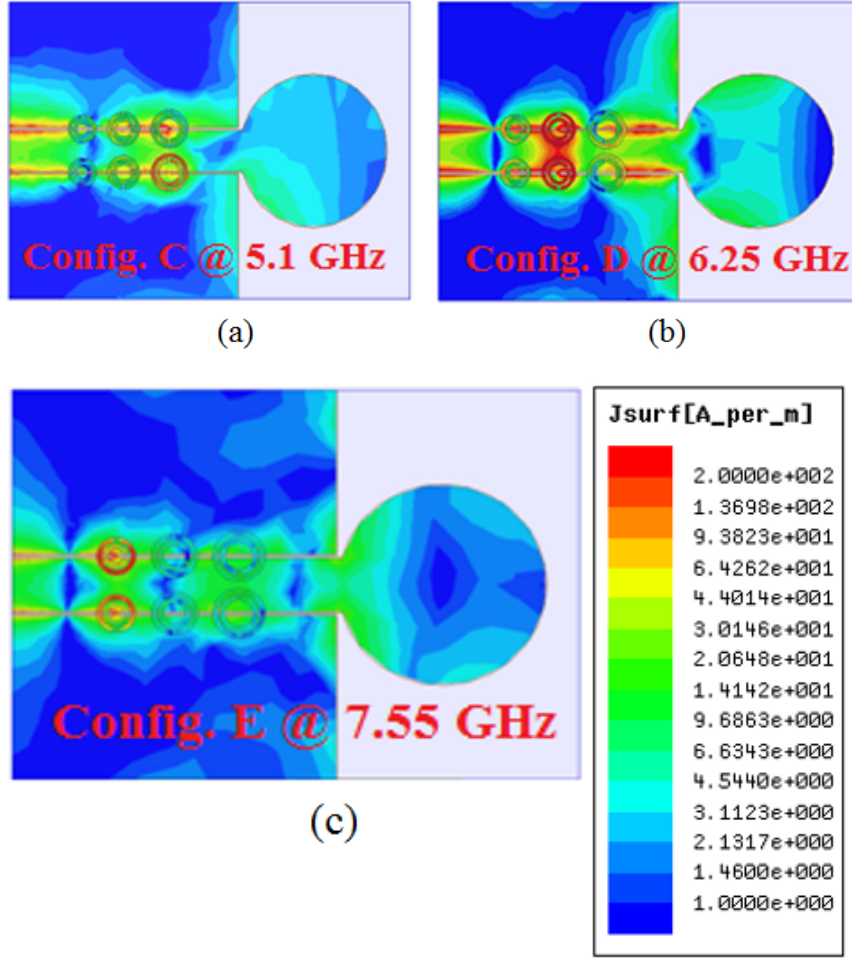 Config. C @ 5.1 GHz
Config. D @ 6.25 GHz
(a)
(b)
Config. E @ 7.55 GHz
(c)
Jsurf[A_per_m]
2.0000e+002
1.3698e+002
9.3823e+001
6.4262e+001
4.4014e+001
3.0146e+001
2.0648e+001
1.4142e+001
9.6863e+000
6.6343e+000
4.5440e+000
3.1123e+000
2.1317e+000
1.4600e+000
1.0000e+000